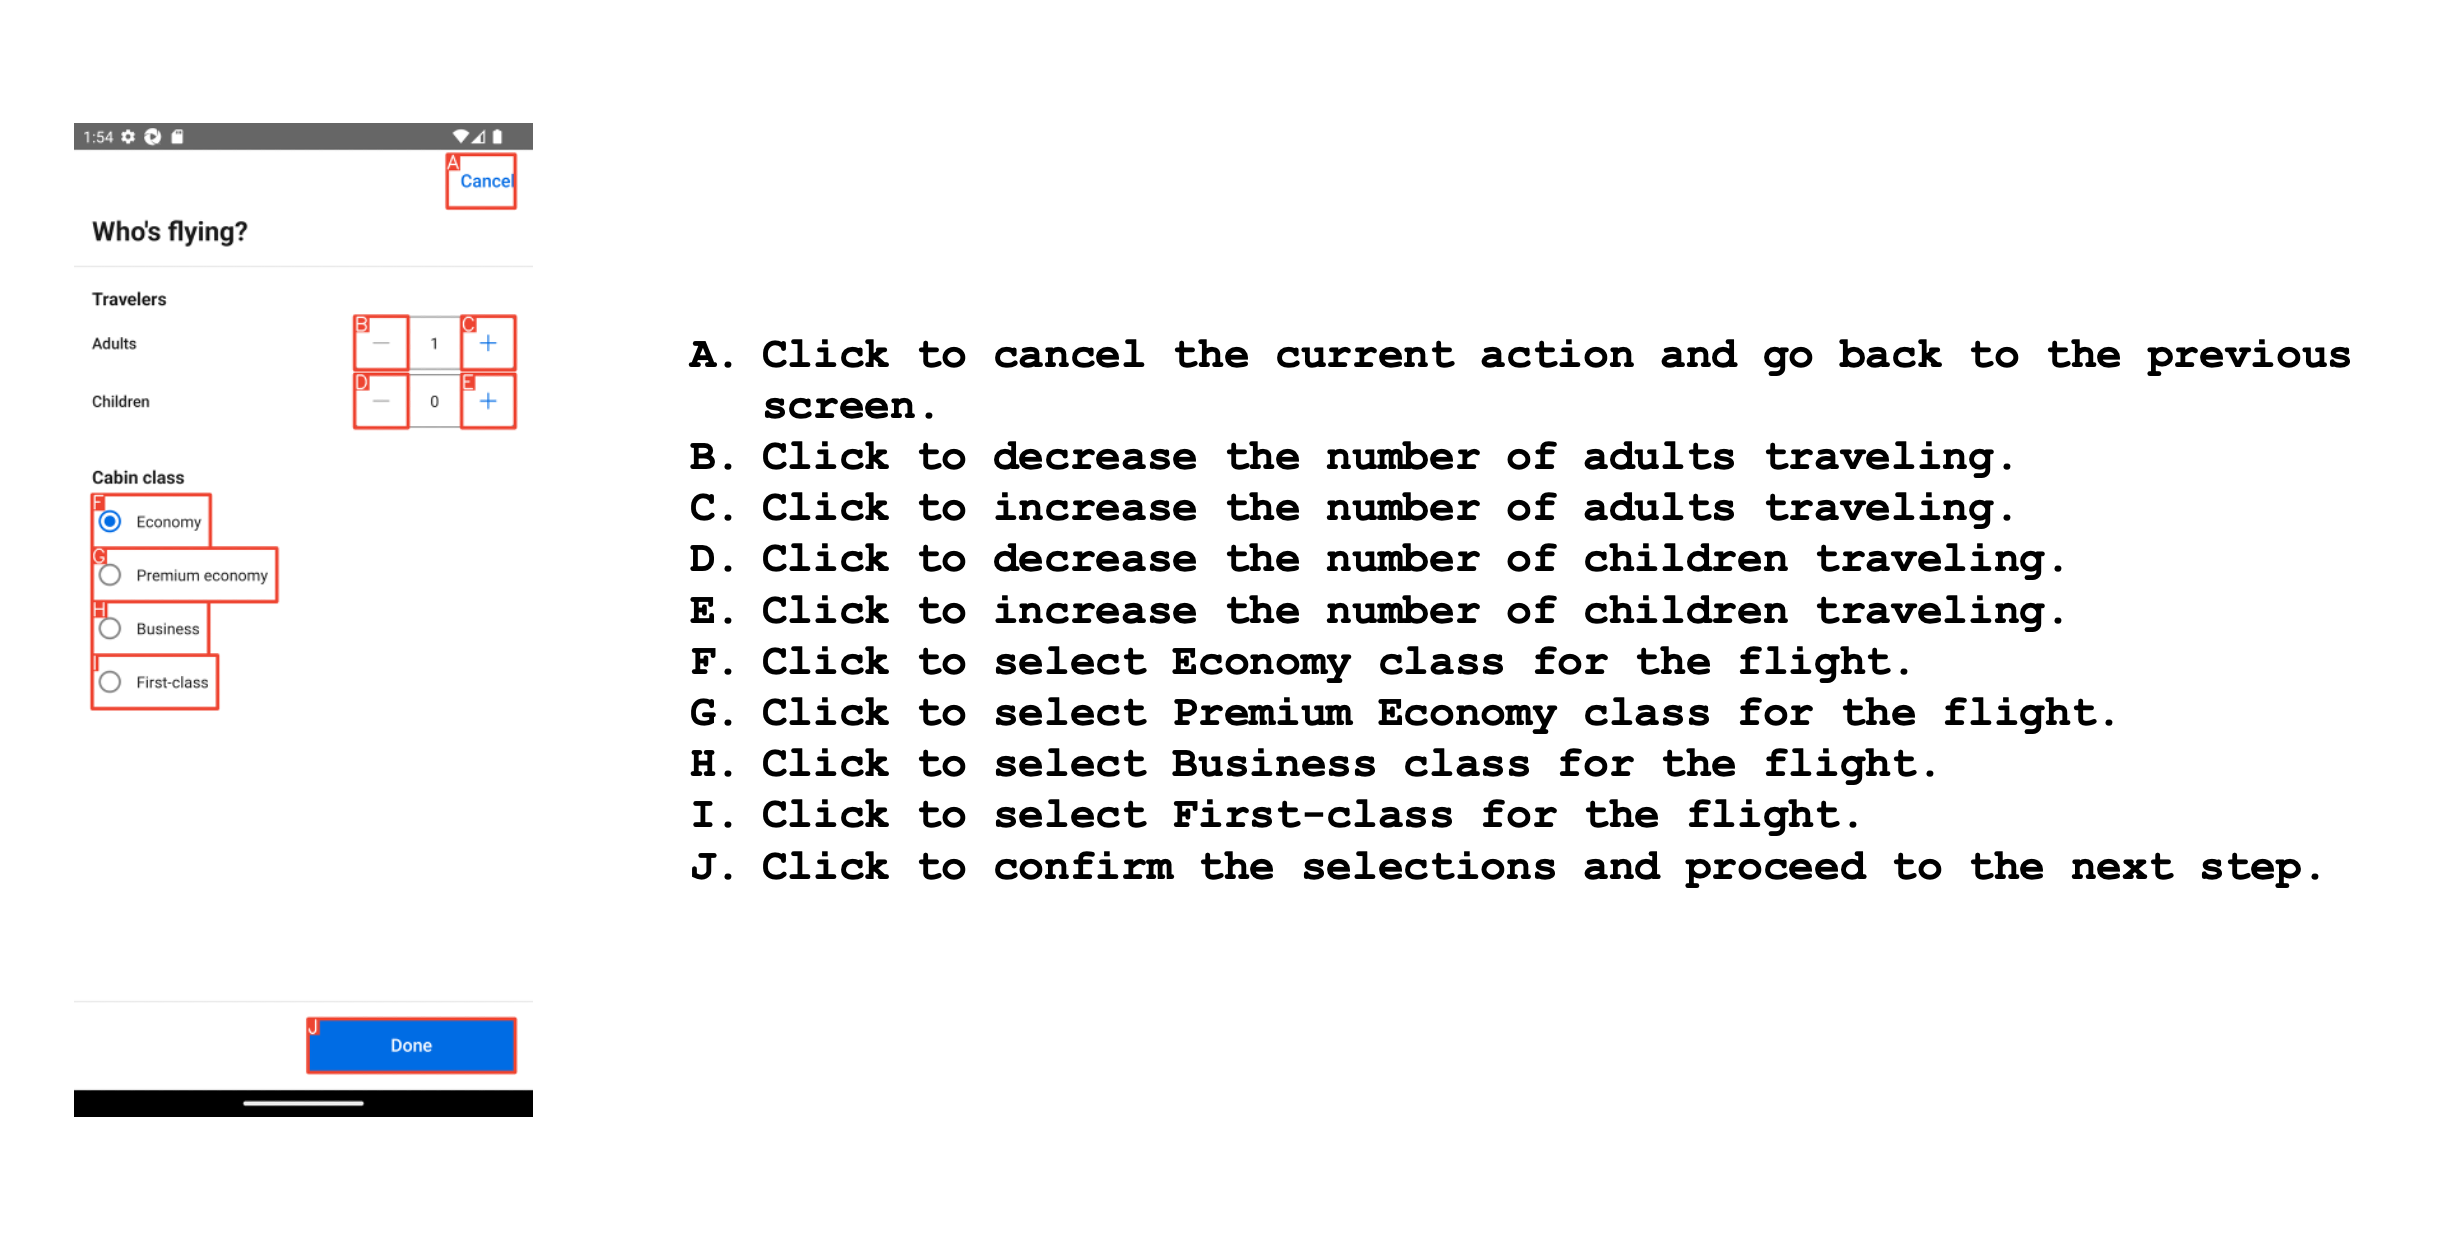 1:54
A
Cancel
Who's flying?
Travelers
Adults
B
1
C
Children
D
0
E
Cabin class
F
Economy
G
Premium economy
H
Business
I
First-class
J
Done
A. Click to cancel the current action and go back to the previous
screen.
B. Click to decrease the number of adults traveling.
C. Click to increase the number of adults traveling.
D. Click to decrease the number of children traveling.
E. Click to increase the number of children traveling.
F. Click to select Economy class for the flight.
G. Click to select Premium Economy class for the flight.
H. Click to select Business class for the flight.
I. Click to select First-class for the flight.
J. Click to confirm the selections and proceed to the next step.